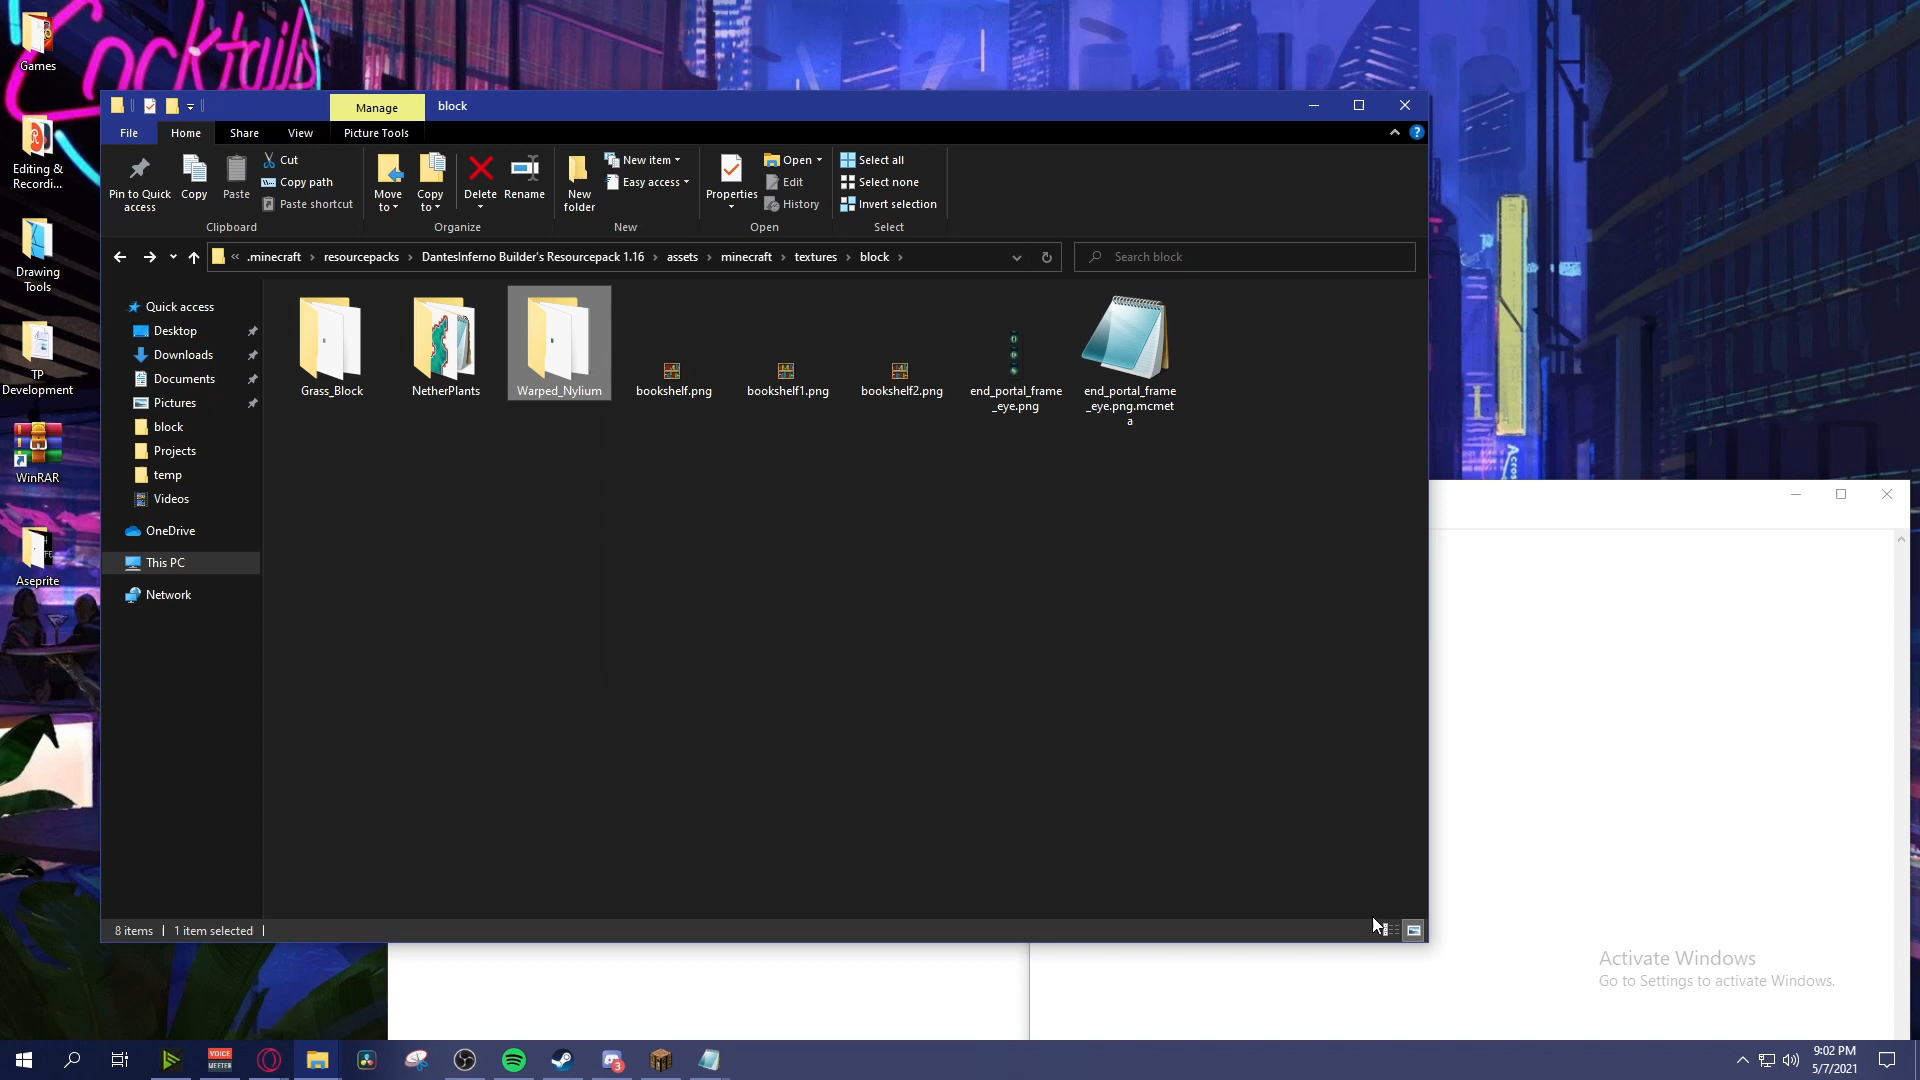 Cocktails
Games
Editing &
Recordi...
Drawing
Tools
TP
Development
WinRAR
Aseprite
Manage
block
File
Home
Share
View
Picture Tools
Pin to Quick
access
Copy
Paste
Cut
Copy path
Paste shortcut
Clipboard
Move
to
Copy
to
Delete
Rename
Organize
New
folder
New item
Easy access
New
Properties
Open
Edit
History
Open
Select all
Select none
Invert selection
Select
« .minecraft › resourcepacks › DantesInferno Builder's Resourcepack 1.16 › assets › minecraft › textures › block ›
Search block
Quick access
Desktop
Downloads
Documents
Pictures
block
Projects
temp
Videos
OneDrive
This PC
Network
Grass_Block
NetherPlants
Warped_Nylium
bookshelf.png
bookshelf1.png
bookshelf2.png
end_portal_frame
_eye.png
end_portal_frame
_eye.png.mcmet
a
8 items
1 item selected
Acros
Activate Windows
Go to Settings to activate Windows.
VOICE
MEETER
3
9:02 PM
5/7/2021